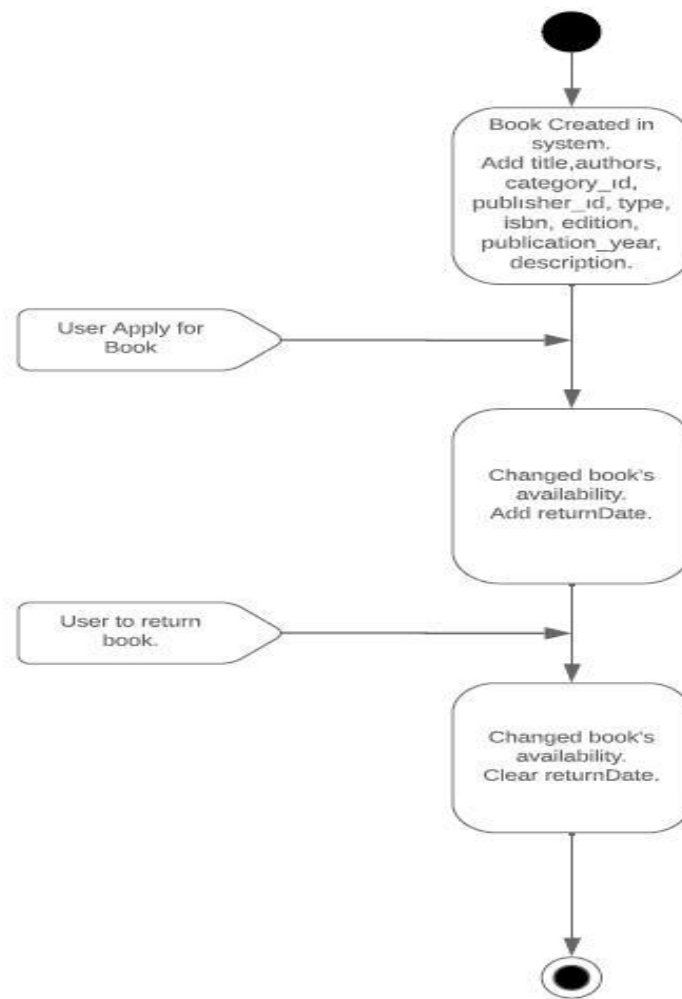 Book Created in
system.
Add title,authors,
category_id,
publisher_id, type,
isbn, edition,
publication_year,
description.
User Apply for
Book
Changed book's
availability.
Add returnDate.
User to return
book.
Changed book's
availability.
Clear returnDate.